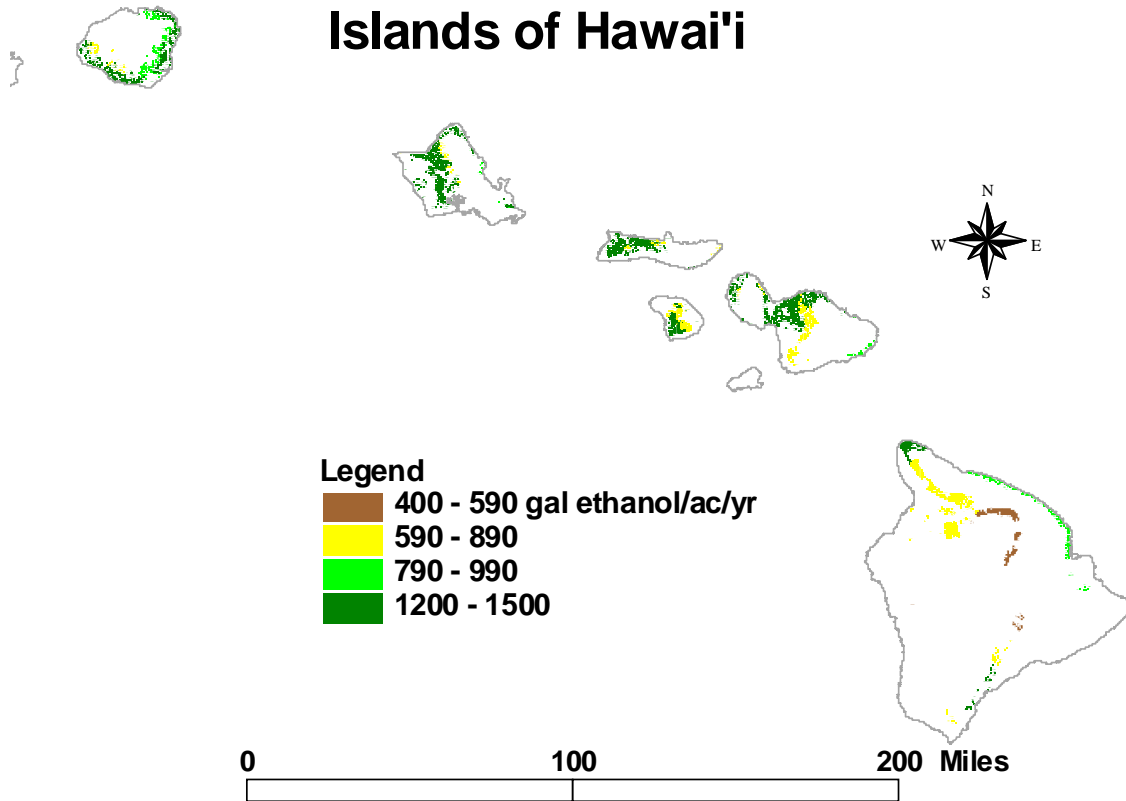 Islands of Hawai'i
N
W E
S
Legend
400 - 590 gal ethanol/ac/yr
590 - 890
790 - 990
1200 - 1500
0 100 200 Miles